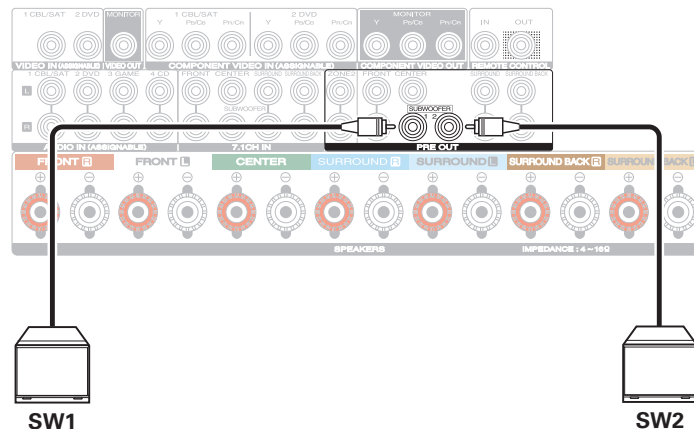 1 CBL/SAT 2 DVD MONITOR 1 CBL/SAT 2 DVD MONITOR
Y PB/CB PR/CR Y PB/CB PR/CR Y PB/CB PR/CR IN OUT
VIDEO IN (ASSIGNABLE) VIDEO OUT COMPONENT VIDEO IN (ASSIGNABLE) COMPONENT VIDEO OUT REMOTE CONTROL
1 CBL/SAT 2 DVD 3 GAME 4 CD FRONT CENTER SURROUND SURROUND BACK ZONE2 FRONT CENTER SURROUND SURROUND BACK
L
SUBWOOFER SUBWOOFER
1 2
R
AUDIO IN (ASSIGNABLE) 7.1CH IN PRE OUT
FRONT R FRONT L CENTER SURROUND R SURROUND L SURROUND BACK R SURROUND BACK L
+ − + − + − + − + − + − + −
SPEAKERS IMPEDANCE : 4~16Ω
SW1 SW2